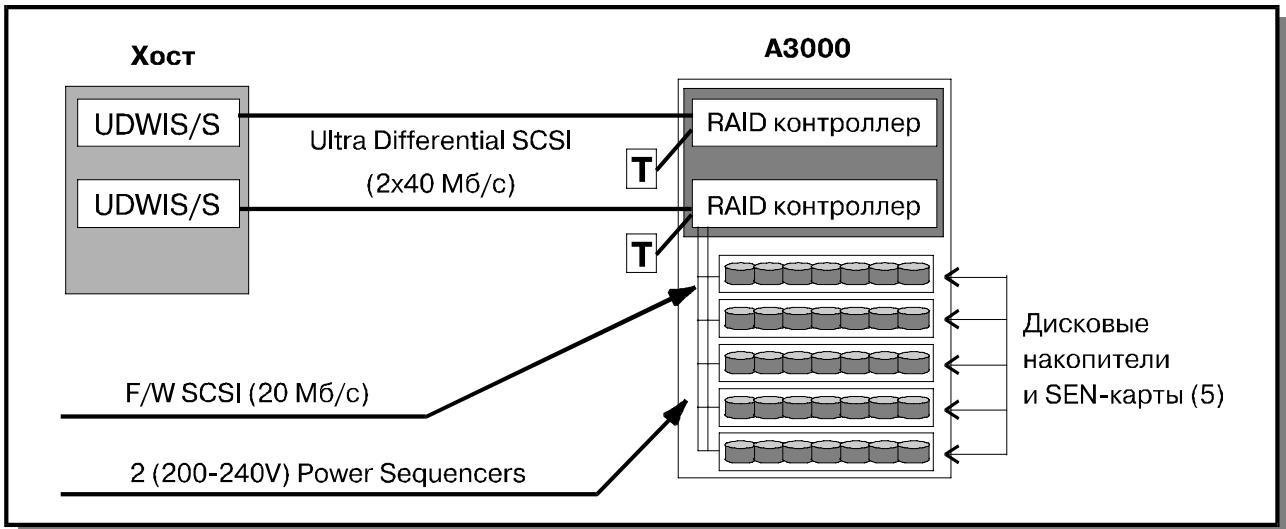 Хост
A3000
UDWIS/S
RAID контроллер
Ultra Differential SCSI
(2x40 Мб/с)
T
UDWIS/S
RAID контроллер
T
Дисковые
накопители
и SEN-карты (5)
F/W SCSI (20 Мб/с)
2 (200-240V) Power Sequencers